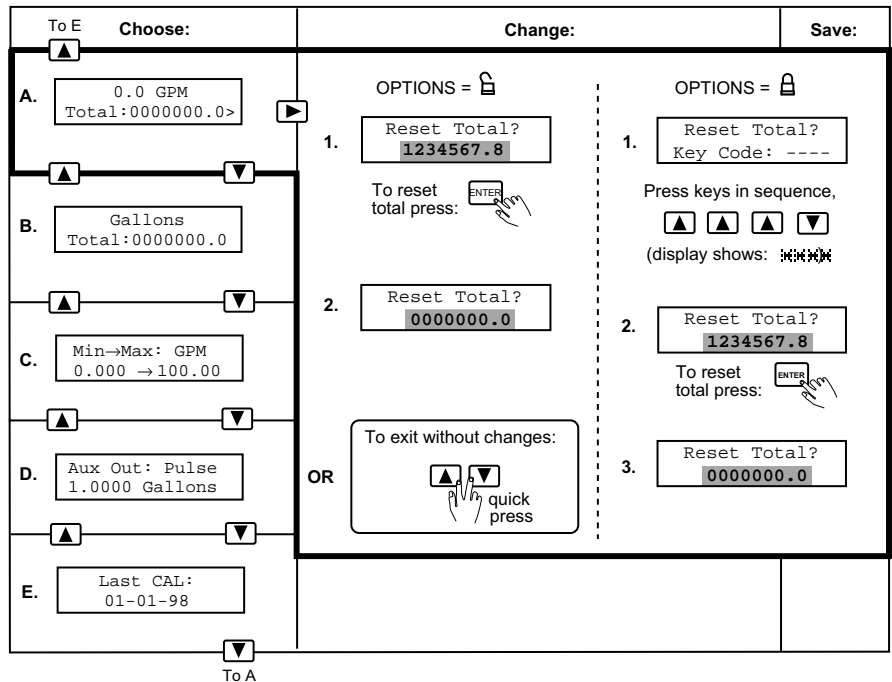 To E
Choose:
Change:
Save:
A.
0.0 GPM
Total:0000000.0>
B.
Gallons
Total:0000000.0
C.
Min→Max: GPM
0.000 →100.00
D.
Aux Out: Pulse
1.0000 Gallons
E.
Last CAL:
01-01-98
To A
OPTIONS =
1.
Reset Total?
1234567.8
To reset
total press:
ENTER
2.
Reset Total?
0000000.0
OR
To exit without changes:
quick
press
OPTIONS =
1.
Reset Total?
Key Code: ----
Press keys in sequence,
(display shows:
2.
Reset Total?
1234567.8
To reset
total press:
ENTER
3.
Reset Total?
0000000.0